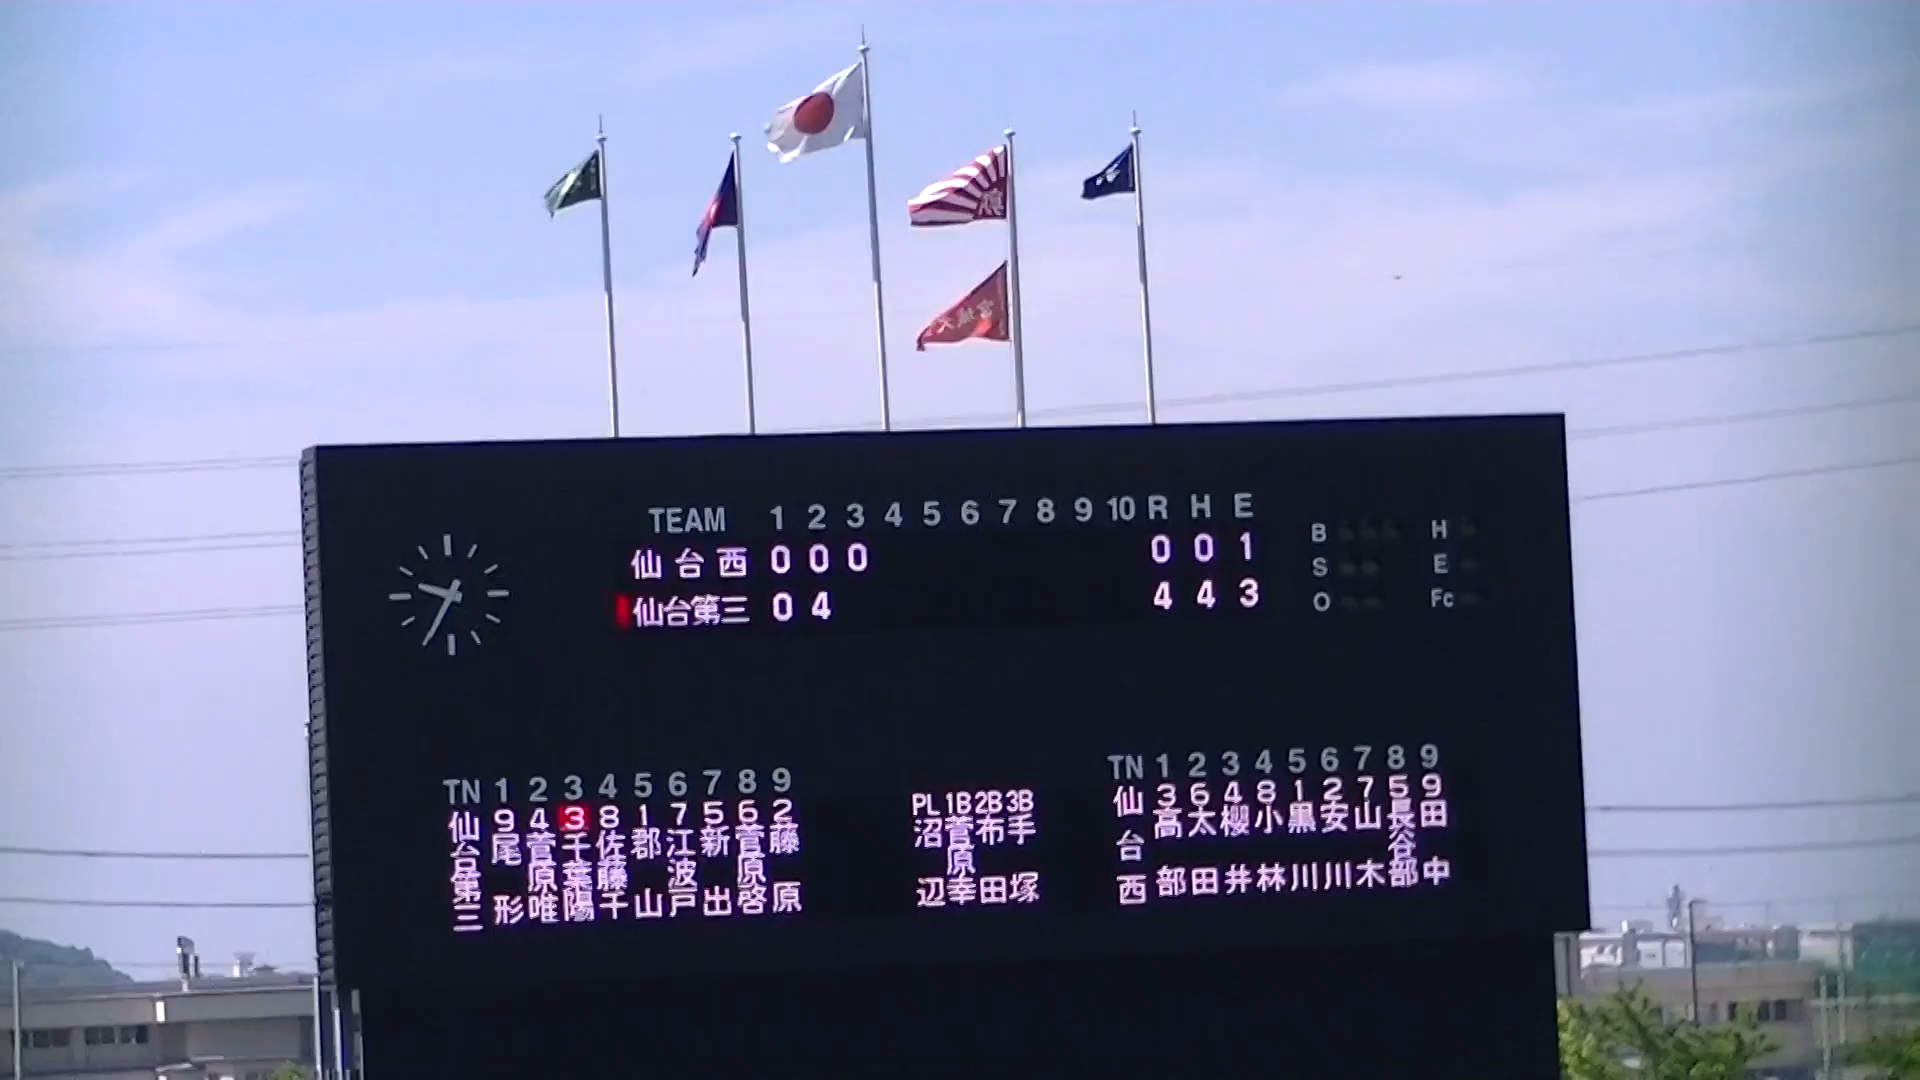 TEAM 1 2 3 4 5 6 7 8 9 10 R H E
仙台西 0 0 0 0 0 1
仙台第三 0 4 4 4 3
B H
S E
O Fc
TN 1 2 3 4 5 6 7 8 9
仙台第三 9 4 3 8 1 7 5 6 2
尾形 菅原唯 千葉陽 佐藤千 郡山 江波戸 新出 菅原啓 藤原
PL 1B 2B 3B
沼辺 菅原幸 布田 手塚
TN 1 2 3 4 5 6 7 8 9
仙台西 3 6 4 8 1 2 7 5 9
高部 太田 櫻井 小林 黒川 安川 山木 長谷部 田中